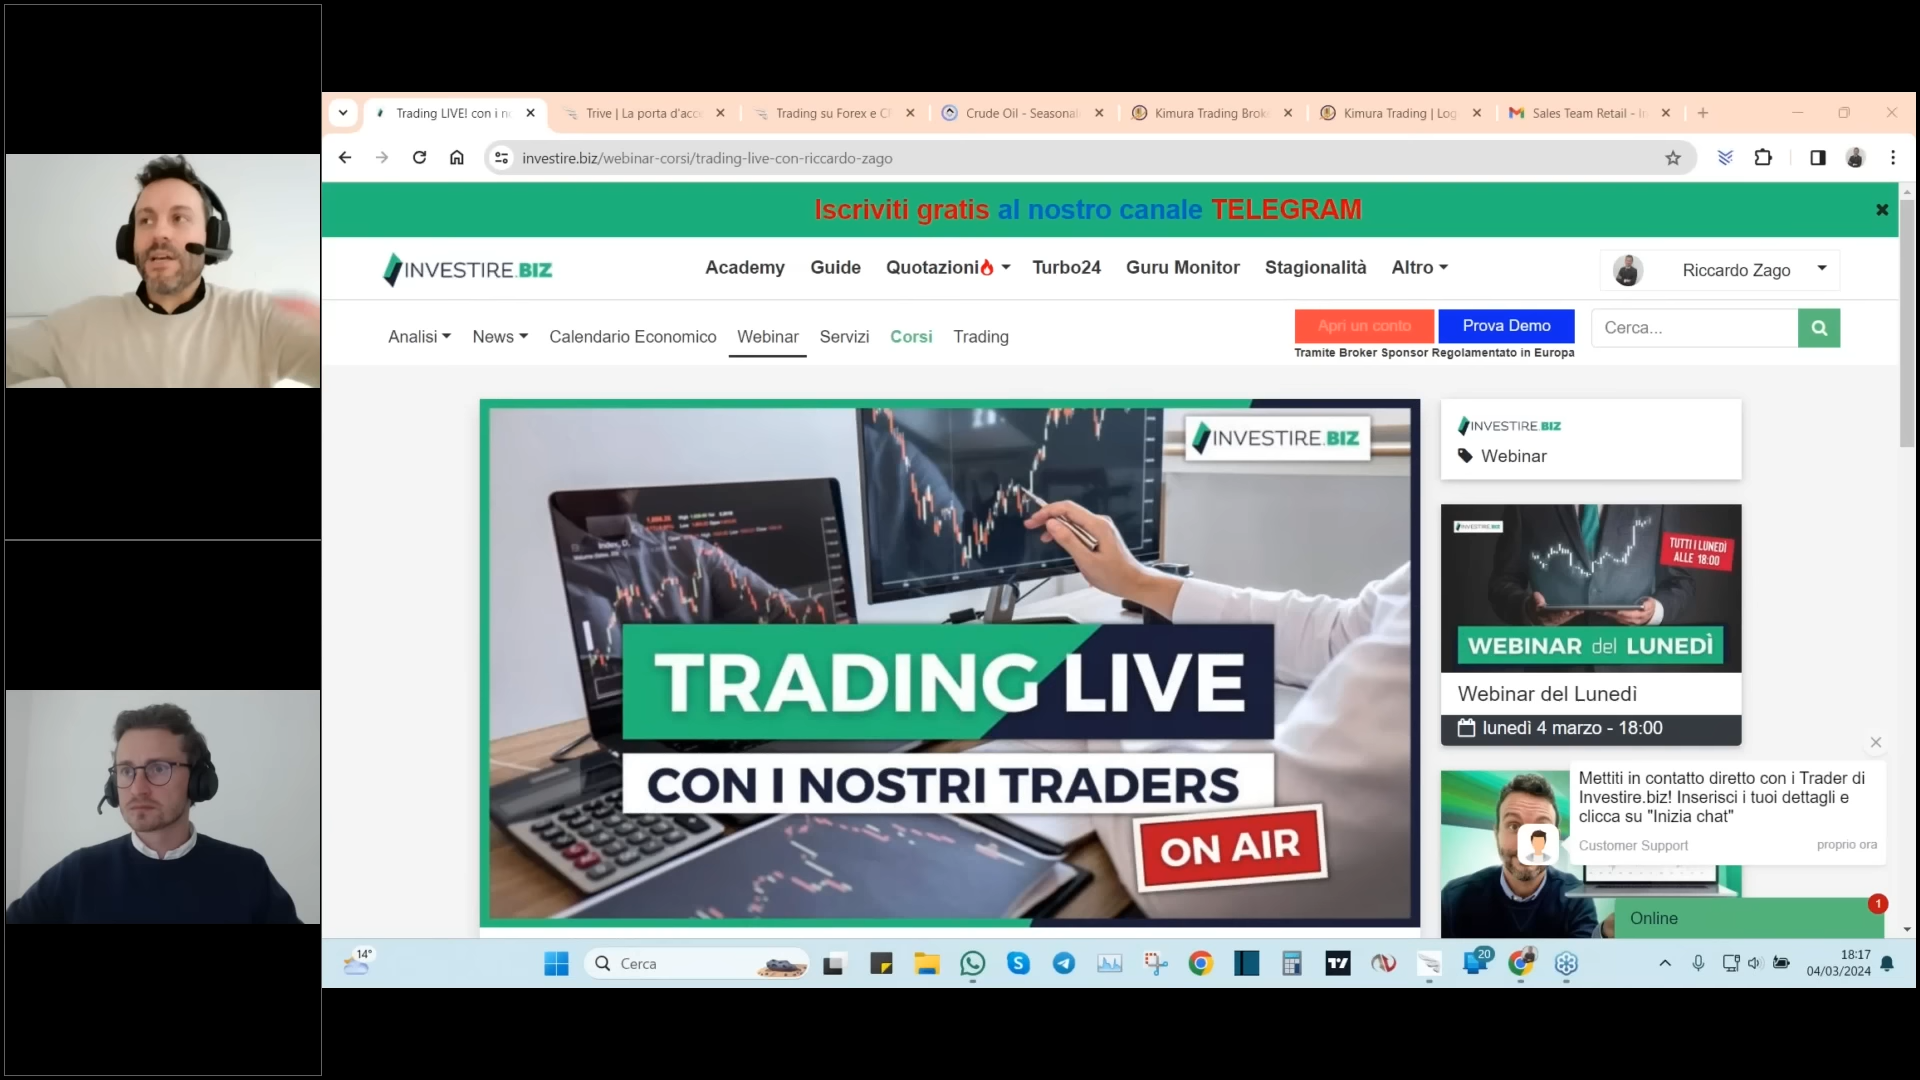 Trading LIVE! con i n
Trive | La porta d'acc
Trading su Forex e C
Crude Oil - Seasonal
Kimura Trading Brok
Kimura Trading | Log
Sales Team Retail - I
investire.biz/webinar-corsi/trading-live-con-riccardo-zago
Iscriviti gratis al nostro canale TELEGRAM
INVESTIRE.BIZ
Academy
Guide
Quotazioni
Turbo24
Guru Monitor
Stagionalità
Altro
Riccardo Zago
Analisi
News
Calendario Economico
Webinar
Servizi
Corsi
Trading
Apri un conto
Prova Demo
Tramite Broker Sponsor Regolamentato in Europa
Cerca...
INVESTIRE.BIZ
TRADING LIVE
CON I NOSTRI TRADERS
ON AIR
INVESTIRE.BIZ
Webinar
INVESTIRE.BIZ
TUTTI I LUNEDÌ
ALLE 18:00
WEBINAR del LUNEDÌ
Webinar del Lunedì
lunedì 4 marzo - 18:00
Mettiti in contatto diretto con i Trader di
Investire.biz! Inserisci i tuoi dettagli e
clicca su "Inizia chat"
Customer Support
proprio ora
Online
1
14°
Cerca
20
18:17
04/03/2024